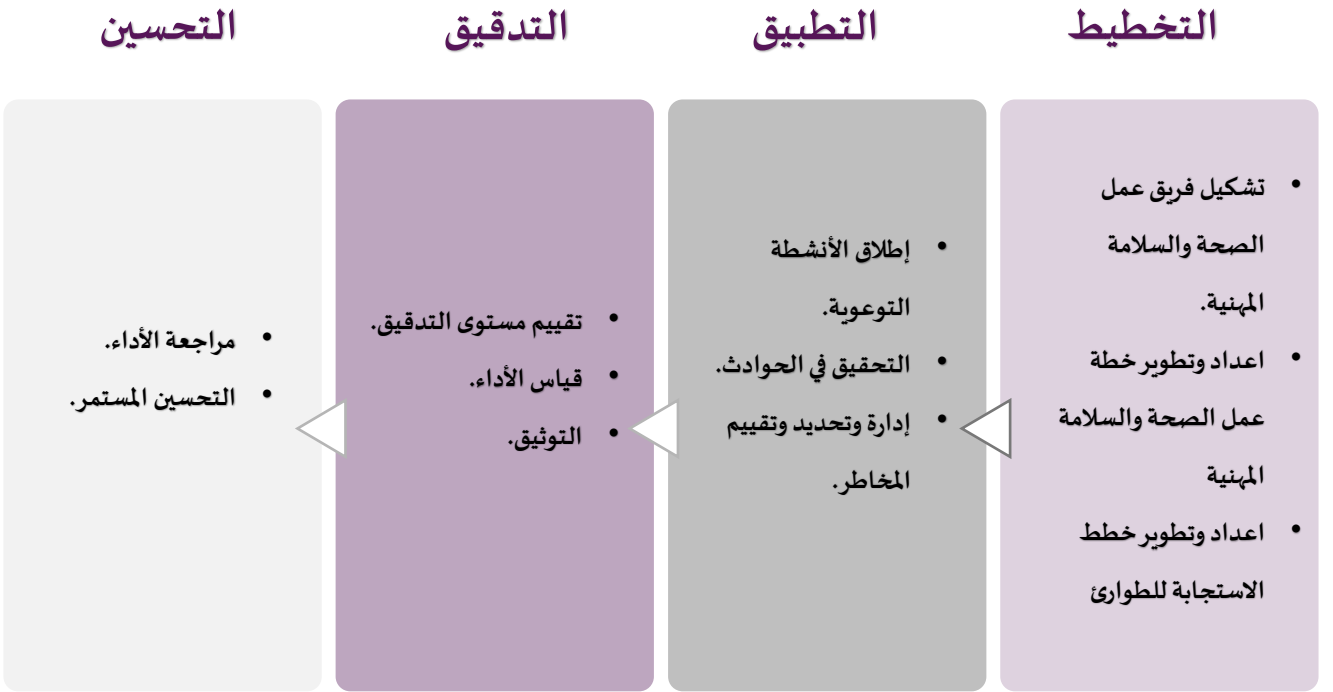 التخطيط
• تشكيل فريق عمل
الصحة والسلامة
المهنية.
• اعداد وتطوير خطة
عمل الصحة والسلامة
المهنية
• اعداد وتطوير خطط
الاستجابة للطوارئ
التطبيق
• إطلاق الأنشطة
التوعوية.
• التحقيق في الحوادث.
• إدارة وتحديد وتقييم
المخاطر.
التدقيق
• تقييم مستوى التدقيق.
• قياس الأداء.
• التوثيق.
التحسين
• مراجعة الأداء.
• التحسين المستمر.